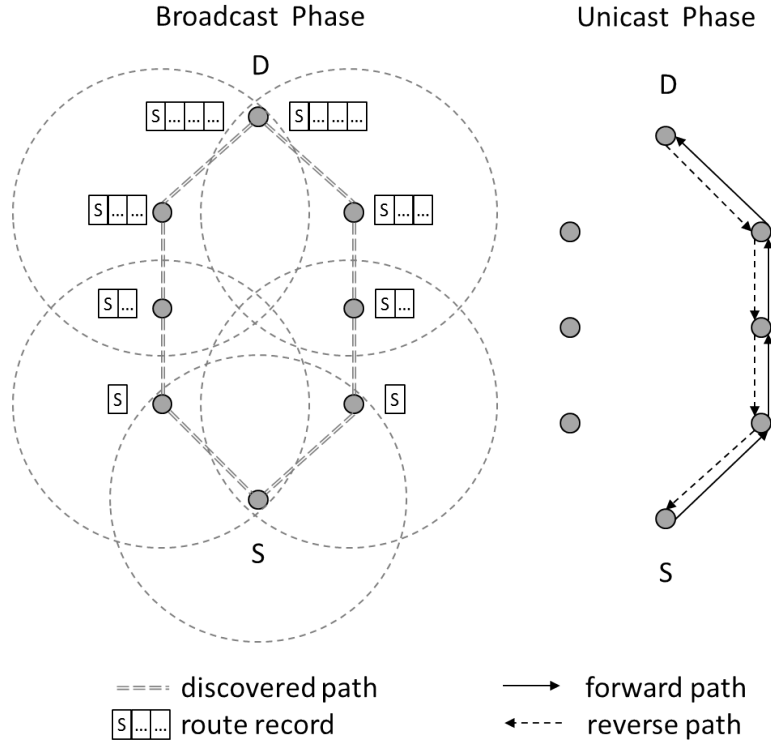 Broadcast Phase
Unicast Phase
D
D
S ... ... ...
S ... ... ...
S ... ...
S ... ...
S ...
S ...
S
S
S
S
discovered path
forward path
S ... ...
route record
reverse path